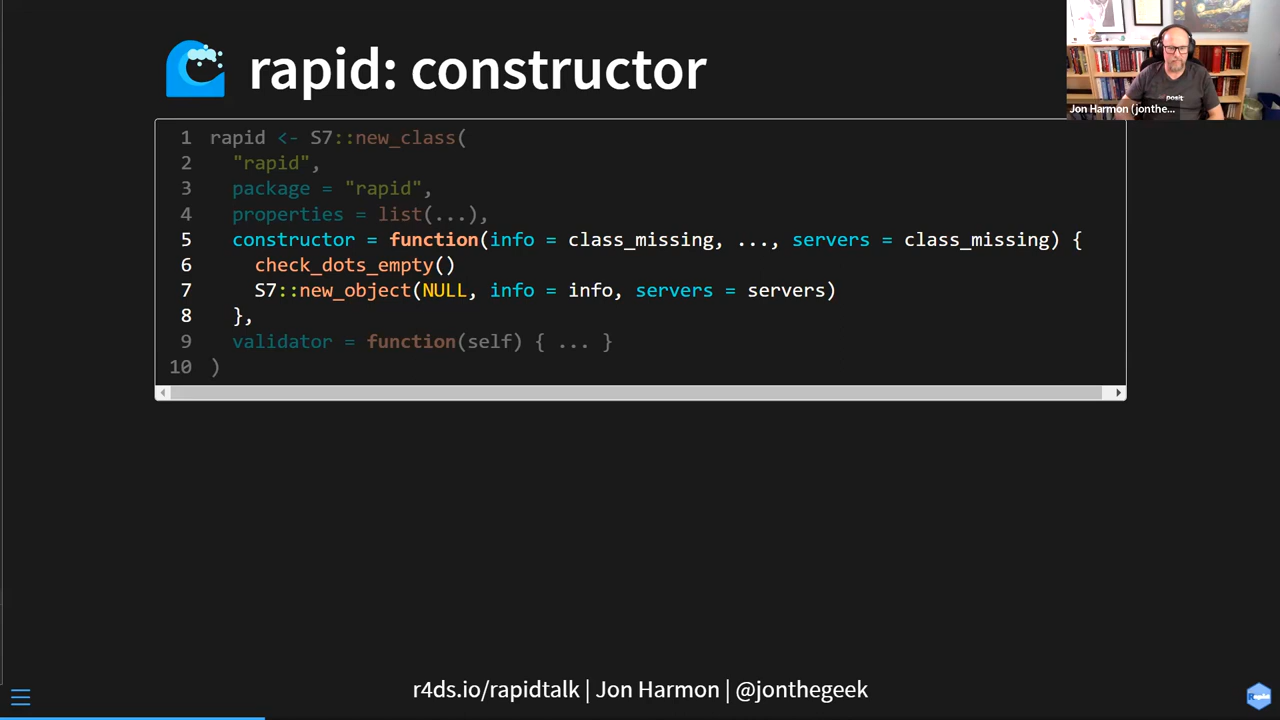 rapid: constructor
Jon Harmon (jonthe...
posit
1 rapid <- S7::new_class(
2 "rapid",
3 package = "rapid",
4 properties = list(...),
5 constructor = function(info = class_missing, ..., servers = class_missing) {
6 check_dots_empty()
7 S7::new_object(NULL, info = info, servers = servers)
8 },
9 validator = function(self) { ... }
10 )
r4ds.io/rapidtalk | Jon Harmon | @jonthegeek